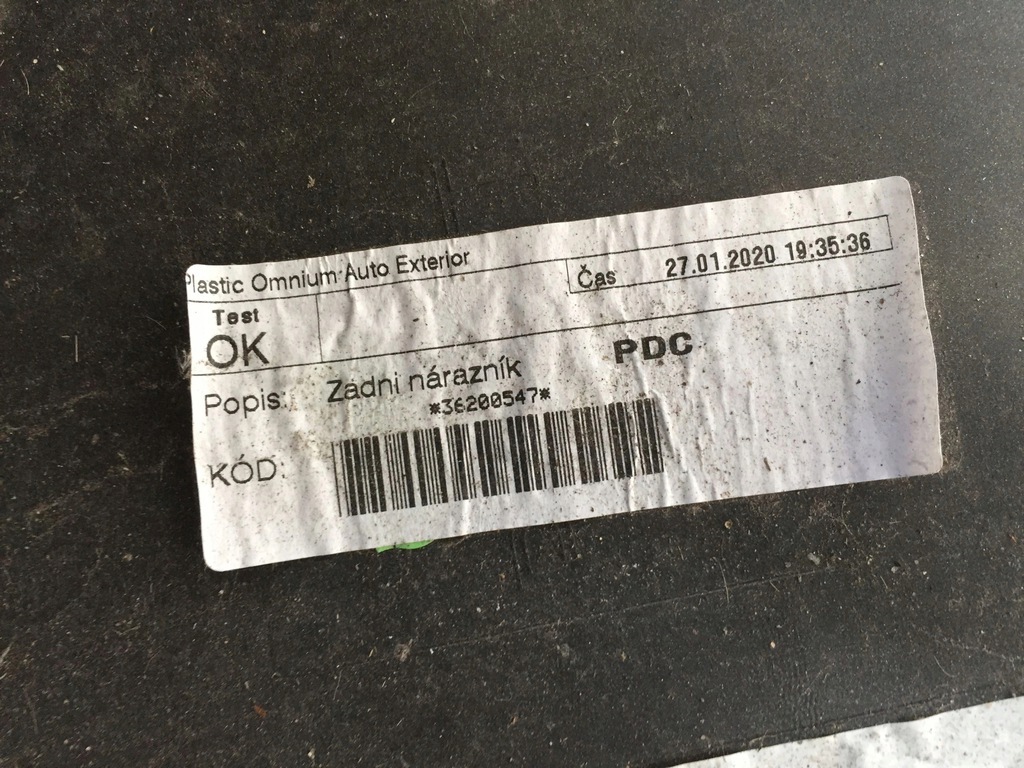 Plastic Omnium Auto Exterior
Čas 27.01.2020 19:35:36
Test
OK
PDC
Popis: Zadni nárazník
*36200547*
KÓD: